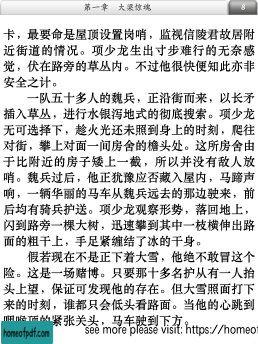 第一章　大梁惊魂　8
卡，最要命是屋顶设置岗哨，监视信陵君故居附
近街道的情况。项少龙生出寸步难行的无奈感
觉，伏在路旁的草丛内。不过他很快便知此亦非
安全之计。
一队五十多人的魏兵，正沿街而来，以长矛
插入草丛，进行水银泻地式的彻底搜索。项少龙
无可选择下，趁火光还未照到身上的时刻，爬往
对街，攀上对面一间房舍的檐头处。这所房舍由
于比附近的房子矮上一截，所以并没有敌人放
哨。魏兵过后，他正犹豫应否藏入屋内，马蹄声
响，一辆华丽的马车从魏兵远去的那边驶来，前
后均有骑兵护送。项少龙观察形势，落回地上，
闪到路旁一棵大树，迅速攀到其中一枝横伸出路
面的粗干上，手足紧缠结了冰的干身。
假若现在不是正下着大雪，他绝不敢冒这个
险。这是一场赌博。只要那十多名护从有一人抬
头上望，保证可发现他的存在。但大雪照面打下
来的时刻，谁都只会低头看路面。当他的心跳到
咽喉顶的紧张关头，马车驶到下方。
homeofpdf.com
see more please visit: https://homeof